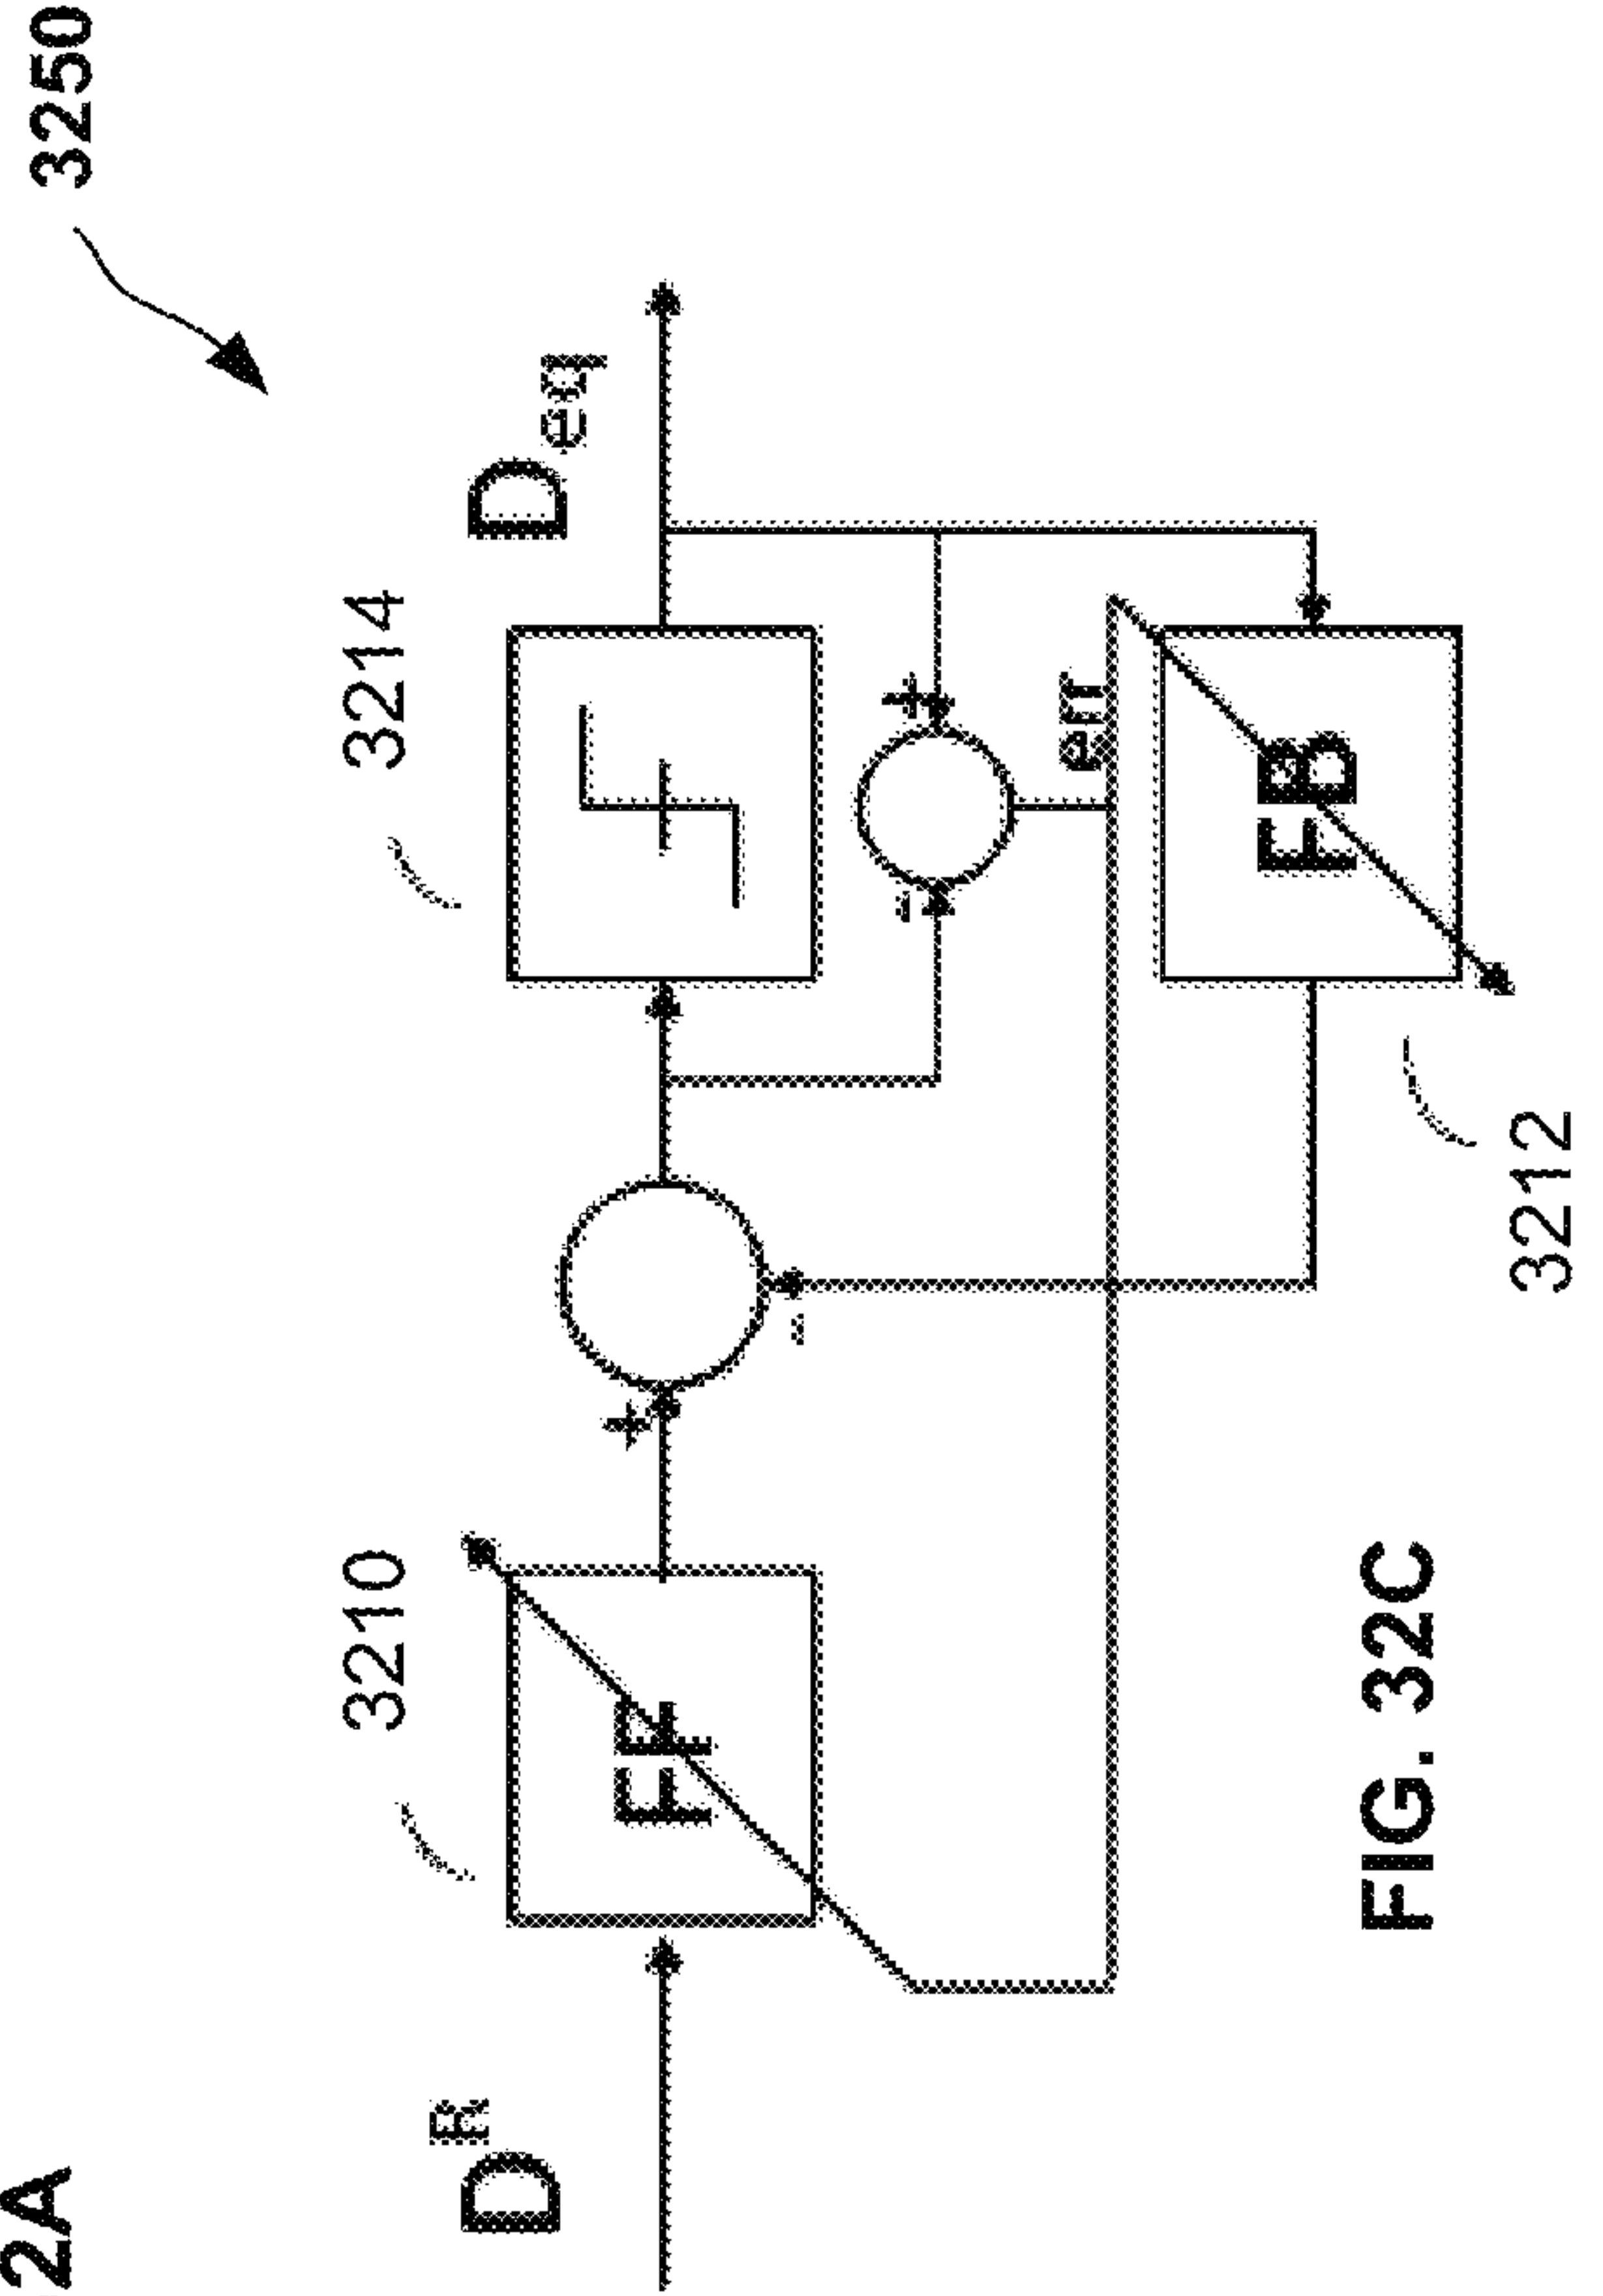 2A
3250
3210
3214
D^R
D_eq
FF
+
-
-
+
err
FB
3212
FIG. 32C